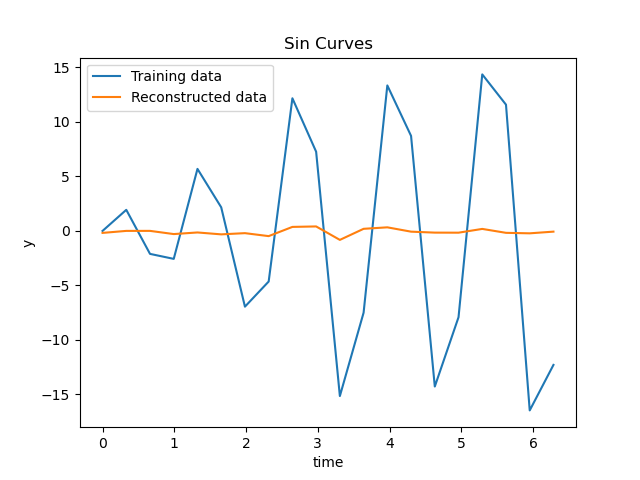 Sin Curves
Training data
Reconstructed data
15
10
5
0
−5
−10
−15
y
0 1 2 3 4 5 6
time